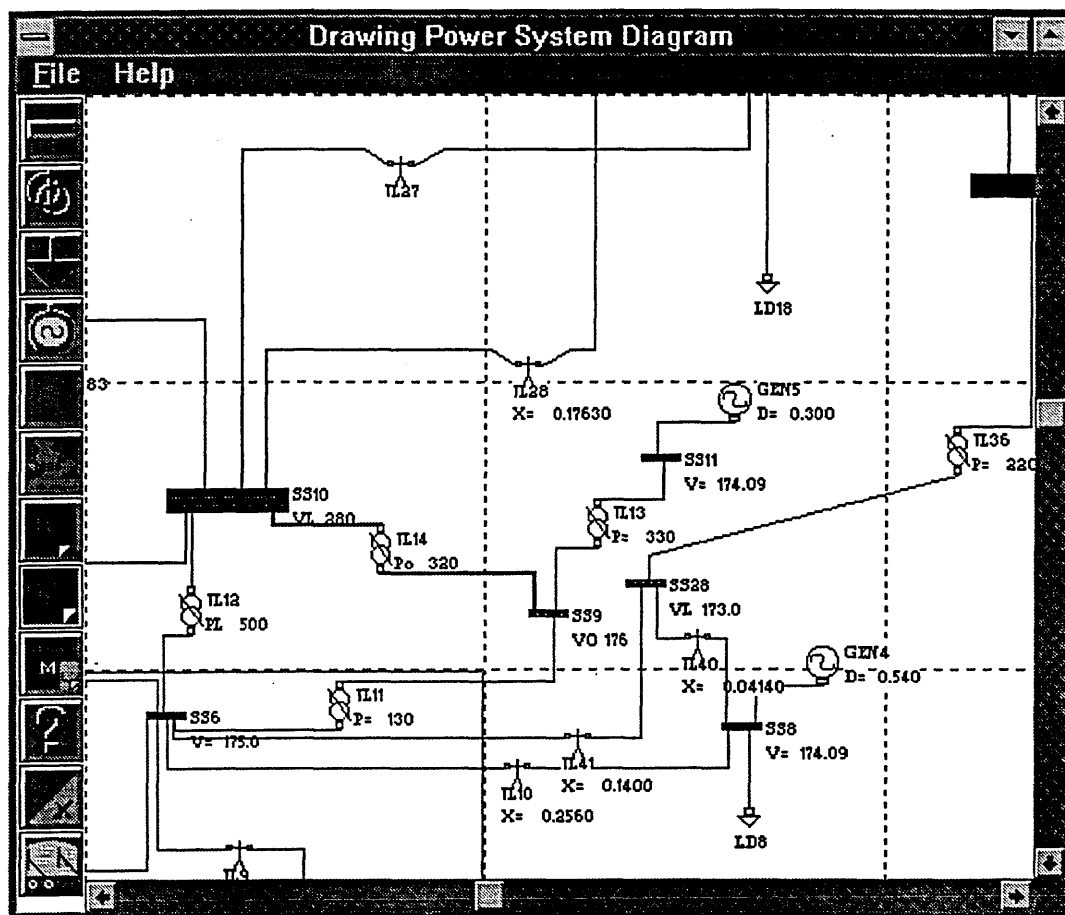 Drawing Power System Diagram
File Help
TL27
LD18
83
TL28
X= 0.17630
GEN5
D= 0.300
TL36
P= 220
SS11
V= 174.09
SS10
VL 280
TL13
P= 330
TL14
Po 320
SS28
VL 173.0
TL12
PL 500
SS9
VO 176
TL40
X= 0.04140
GEN4
D= 0.540
TL11
P= 130
SS6
V= 175.0
SS8
V= 174.09
TL41
X= 0.1400
TL10
X= 0.2560
LD8
M
X